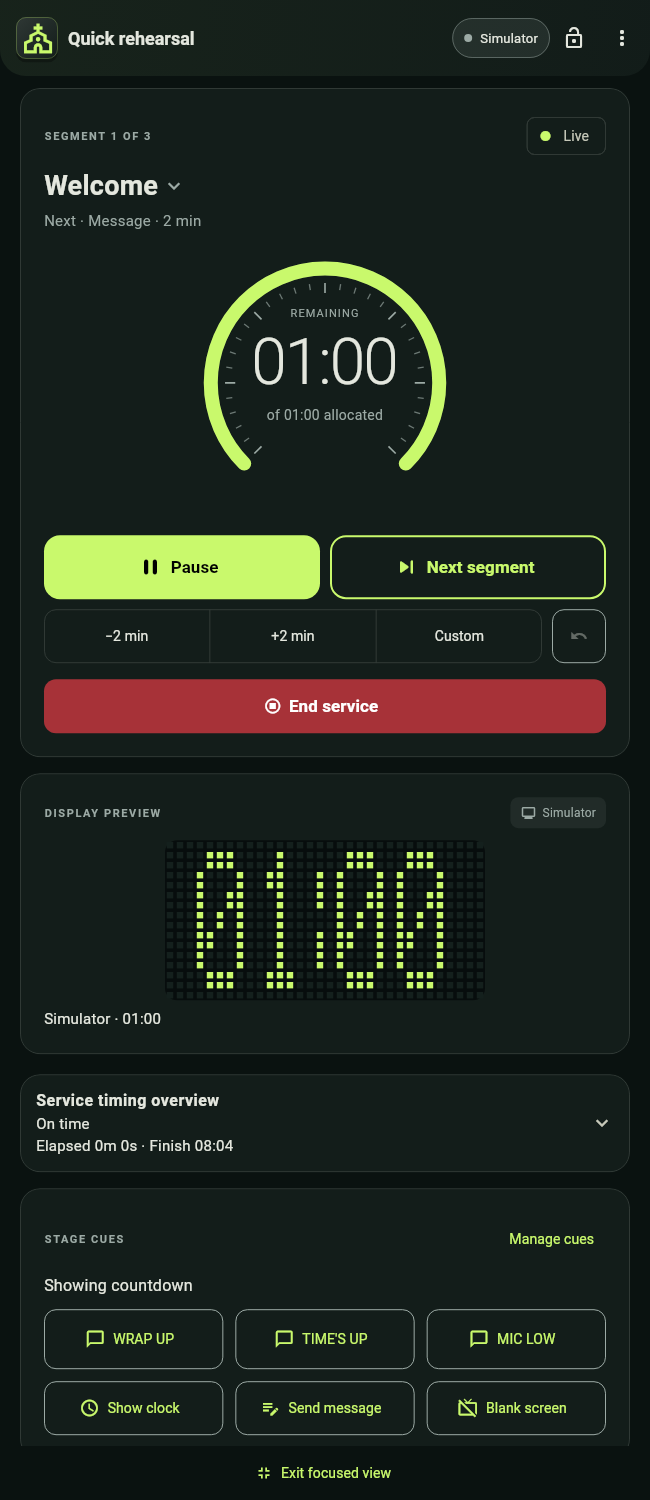 Quick rehearsal
Simulator
SEGMENT 1 OF 3
Live
Welcome
Next · Message · 2 min
REMAINING
01:00
of 01:00 allocated
Pause
Next segment
−2 min
+2 min
Custom
End service
DISPLAY PREVIEW
Simulator
01:00
Simulator · 01:00
Service timing overview
On time
Elapsed 0m 0s · Finish 08:04
STAGE CUES
Manage cues
Showing countdown
WRAP UP
TIME'S UP
MIC LOW
Show clock
Send message
Blank screen
Exit focused view